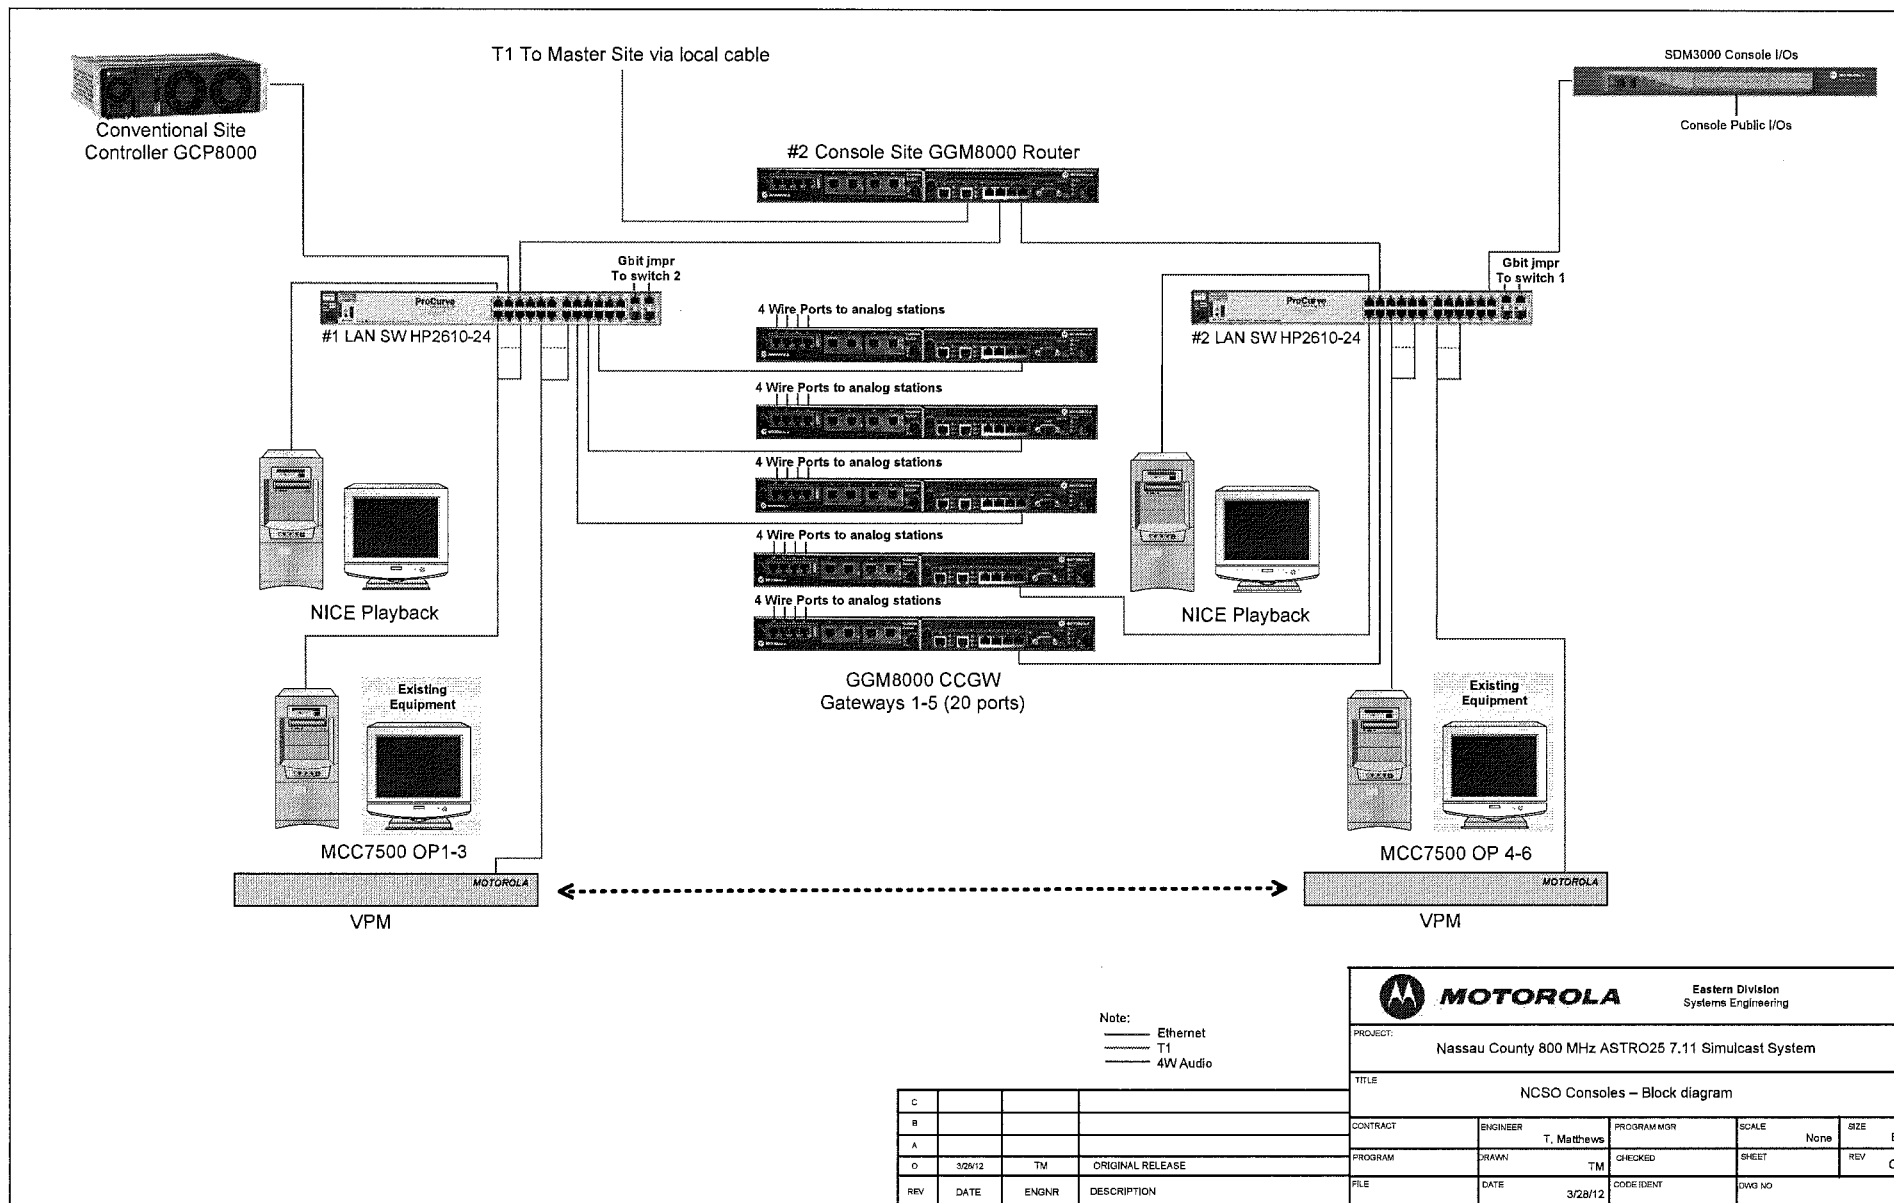 T1 To Master Site via local cable
SDM3000 Console I/Os
Console Public I/Os
Conventional Site
Controller GCP8000
#2 Console Site GGM8000 Router
Gbit jmpr
To switch 2
Gbit jmpr
To switch 1
ProCurve
#1 LAN SW HP2610-24
ProCurve
#2 LAN SW HP2610-24
4 Wire Ports to analog stations
4 Wire Ports to analog stations
4 Wire Ports to analog stations
4 Wire Ports to analog stations
4 Wire Ports to analog stations
NICE Playback
NICE Playback
GGM8000 CCGW
Gateways 1-5 (20 ports)
Existing
Equipment
Existing
Equipment
MCC7500 OP1-3
MCC7500 OP 4-6
MOTOROLA
MOTOROLA
VPM
VPM
Note:
Ethernet
T1
4W Audio
MOTOROLA
Eastern Division
Systems Engineering
PROJECT:
Nassau County 800 MHz ASTRO25 7.11 Simulcast System
TITLE
NCSO Consoles – Block diagram
CONTRACT
ENGINEER
T. Matthews
PROGRAM MGR
SCALE
None
SIZE
PROGRAM
DRAWN
TM
CHECKED
SHEET
REV
FILE
DATE
3/28/12
CODE IDENT
DWG NO
C
B
A
O 3/28/12 TM ORIGINAL RELEASE
REV DATE ENGNR DESCRIPTION